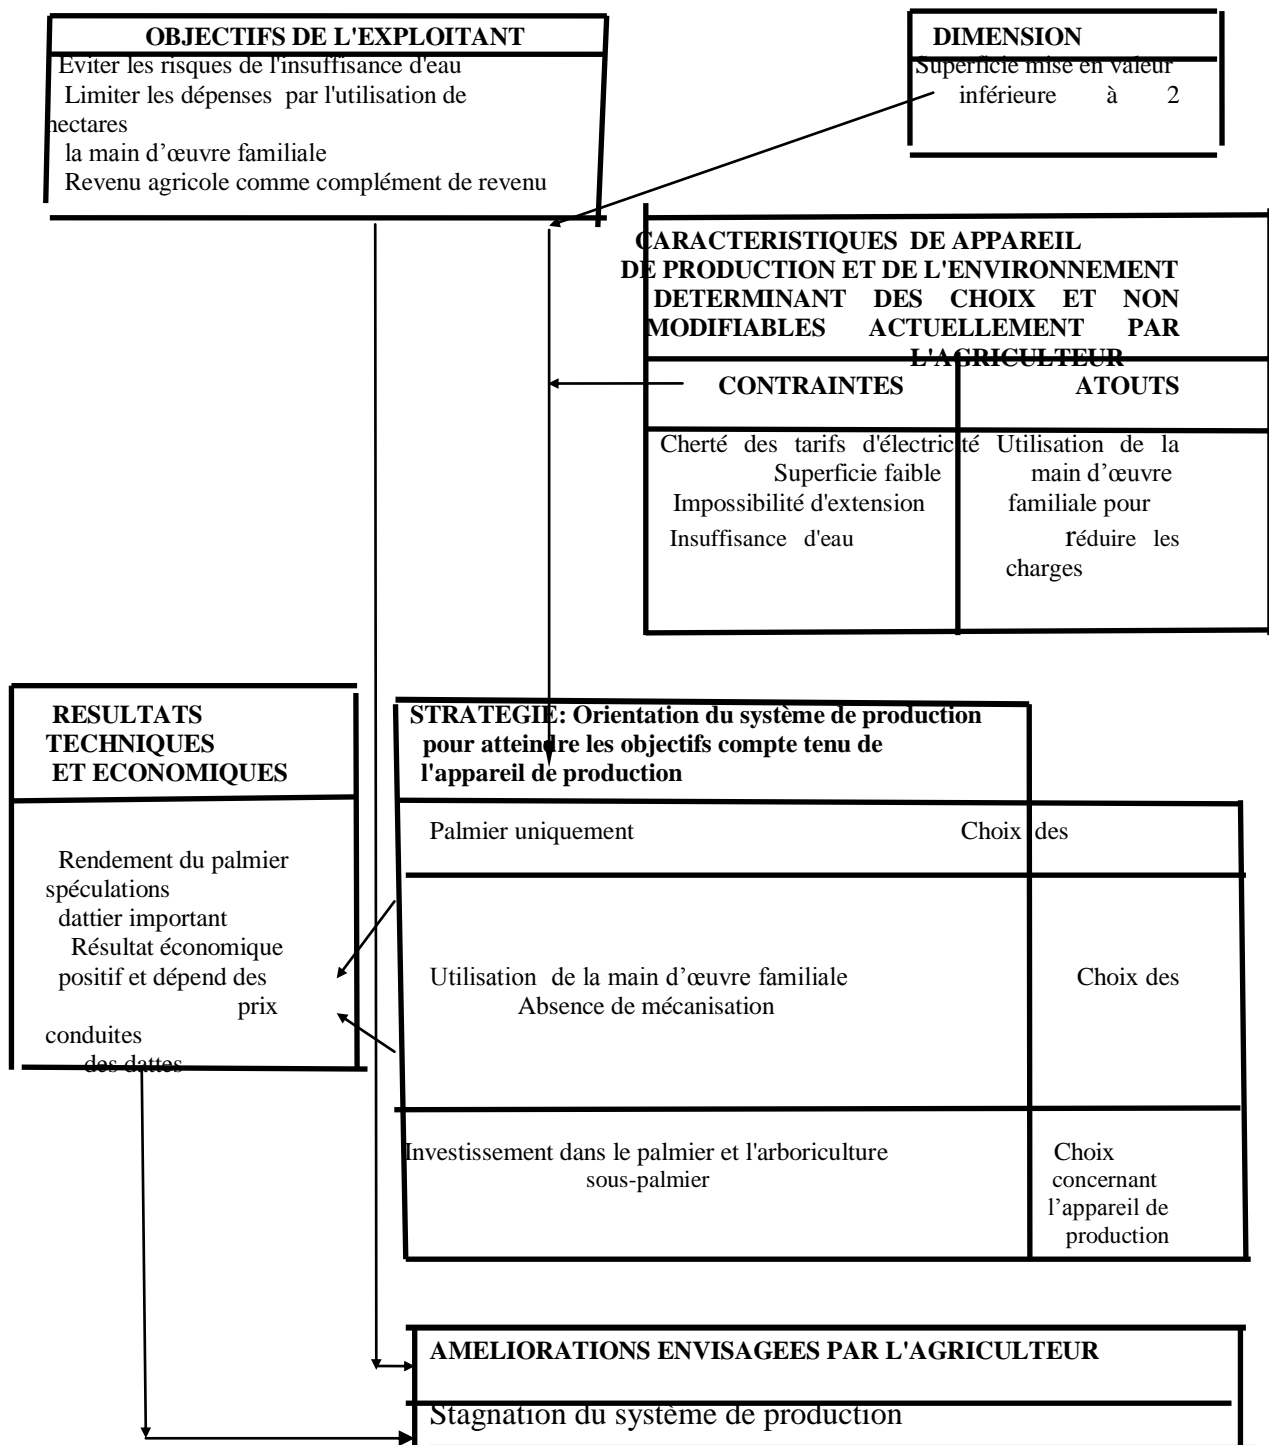 OBJECTIFS DE L'EXPLOITANT
Eviter les risques de l'insuffisance d'eau
Limiter les dépenses par l'utilisation de
hectares
la main d’œuvre familiale
Revenu agricole comme complément de revenu
DIMENSION
Superficie mise en valeur
inférieure à 2
CARACTERISTIQUES DE APPAREIL
DE PRODUCTION ET DE L'ENVIRONNEMENT
DETERMINANT DES CHOIX ET NON
MODIFIABLES ACTUELLEMENT PAR
L'AGRICULTEUR
CONTRAINTES
Cherté des tarifs d'électricité
Superficie faible
Impossibilité d'extension
Insuffisance d'eau
ATOUTS
Utilisation de la
main d’œuvre
familiale pour
réduire les
charges
RESULTATS
TECHNIQUES
ET ECONOMIQUES
Rendement du palmier
spéculations
dattier important
Résultat économique
positif et dépend des
prix
conduites
des dattes
STRATEGIE: Orientation du système de production
pour atteindre les objectifs compte tenu de
l'appareil de production
Palmier uniquement Choix des
Utilisation de la main d’œuvre familiale Choix des
Absence de mécanisation
Investissement dans le palmier et l'arboriculture
sous-palmier
Choix
concernant
l’appareil de
production
AMELIORATIONS ENVISAGEES PAR L'AGRICULTEUR
Stagnation du système de production